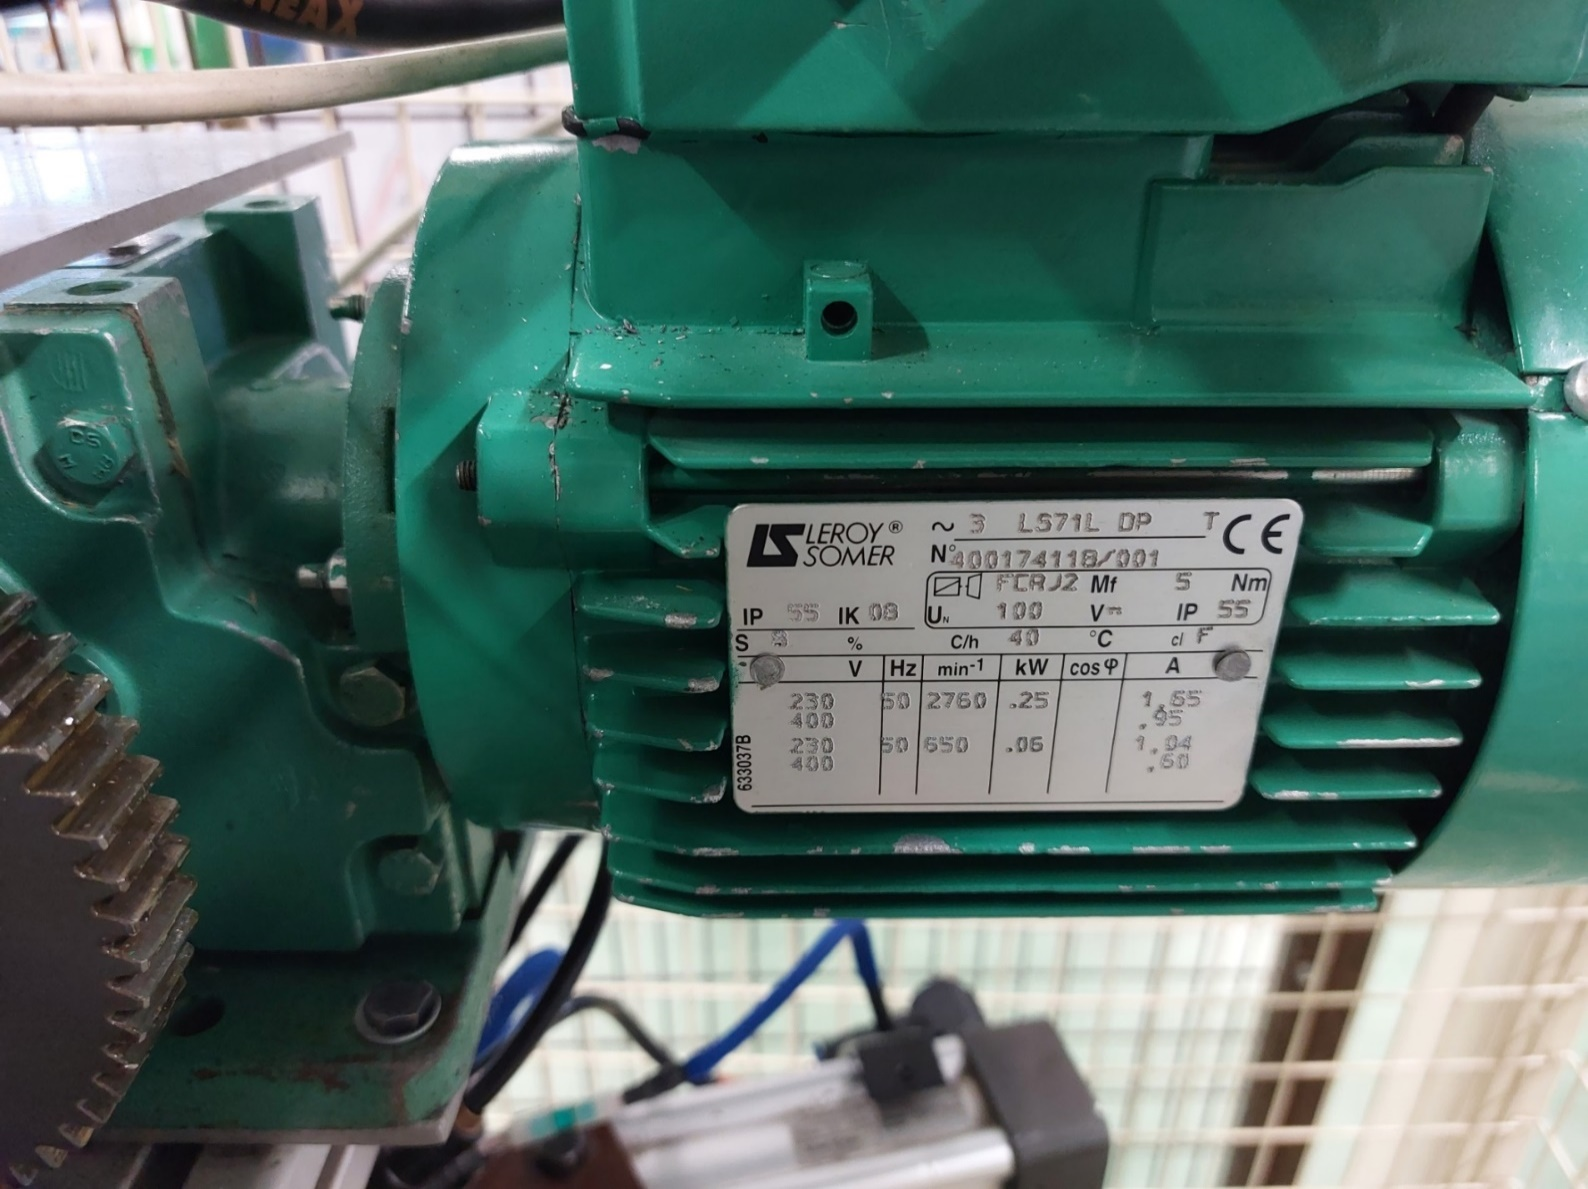 LEROY® SOMER
~ 3 LS71L DP T CE
N° 40017411B/001
FCRJ2 Mf 5 Nm
IP 55 IK 08 UN 100 V IP 55
S % C/h 40 °C cl F
V Hz min-1 kW cos φ A
230 50 2760 .25 1,65
400 .95
230 50 650 .06 1,04
400 .60
633037B